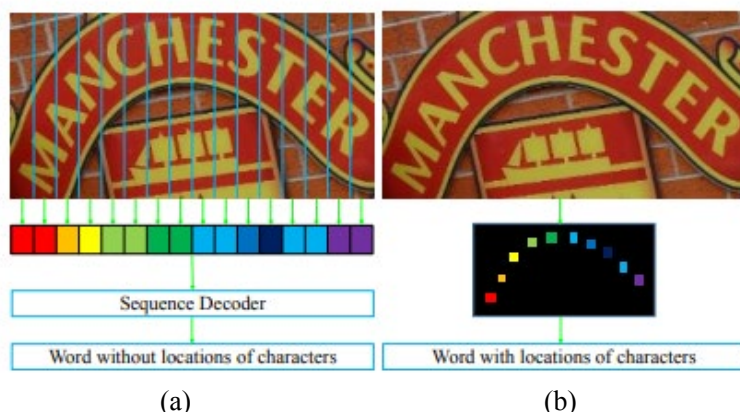 MANCHESTER MANCHESTER
Sequence Decoder
Word without locations of characters
Word with locations of characters
(a)
(b)